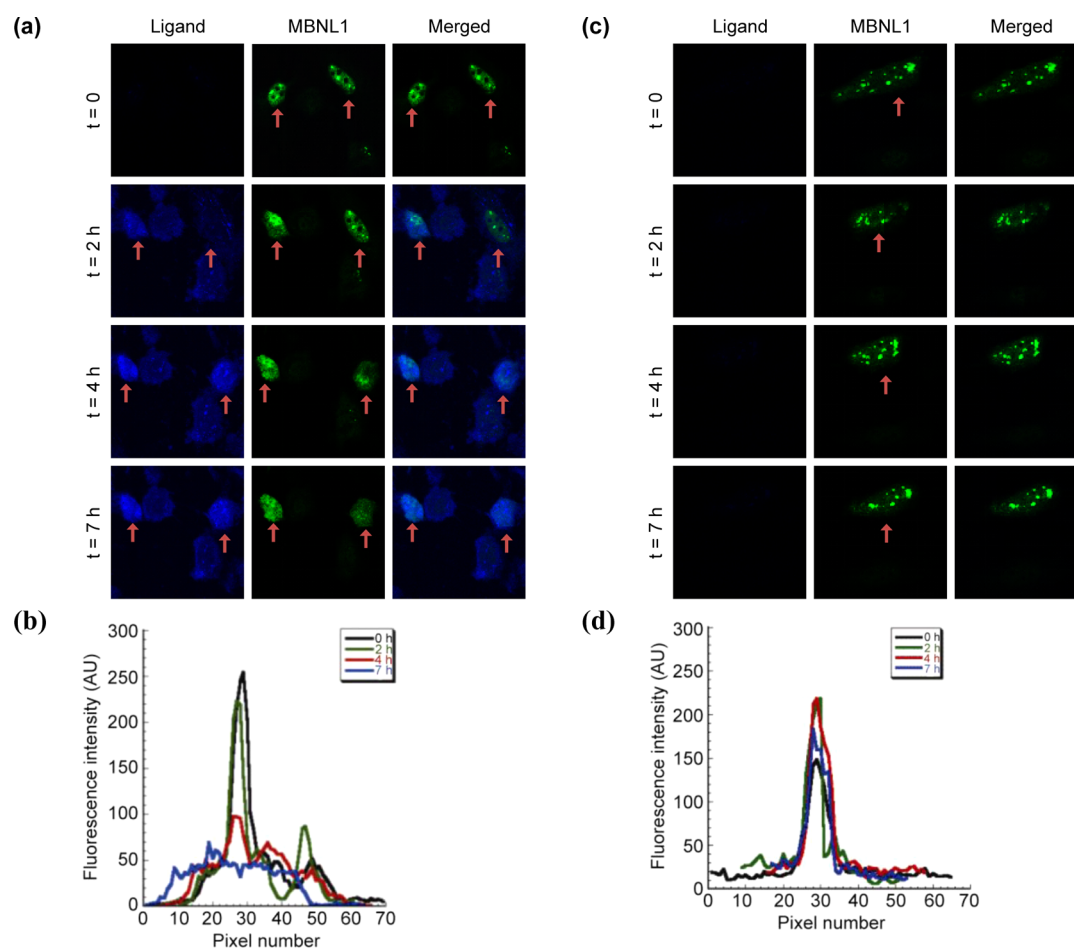 (a)
Ligand MBNL1 Merged
t = 0
t = 2 h
t = 4 h
t = 7 h
(b)
300
250
200
150
100
50
0
Fluorescence intensity (AU)
0 h
2 h
4 h
7 h
0 10 20 30 40 50 60 70
Pixel number
(c)
Ligand MBNL1 Merged
t = 0
t = 2 h
t = 4 h
t = 7 h
(d)
300
250
200
150
100
50
0
Fluorescence intensity (AU)
0 h
2 h
4 h
7 h
0 10 20 30 40 50 60 70
Pixel number